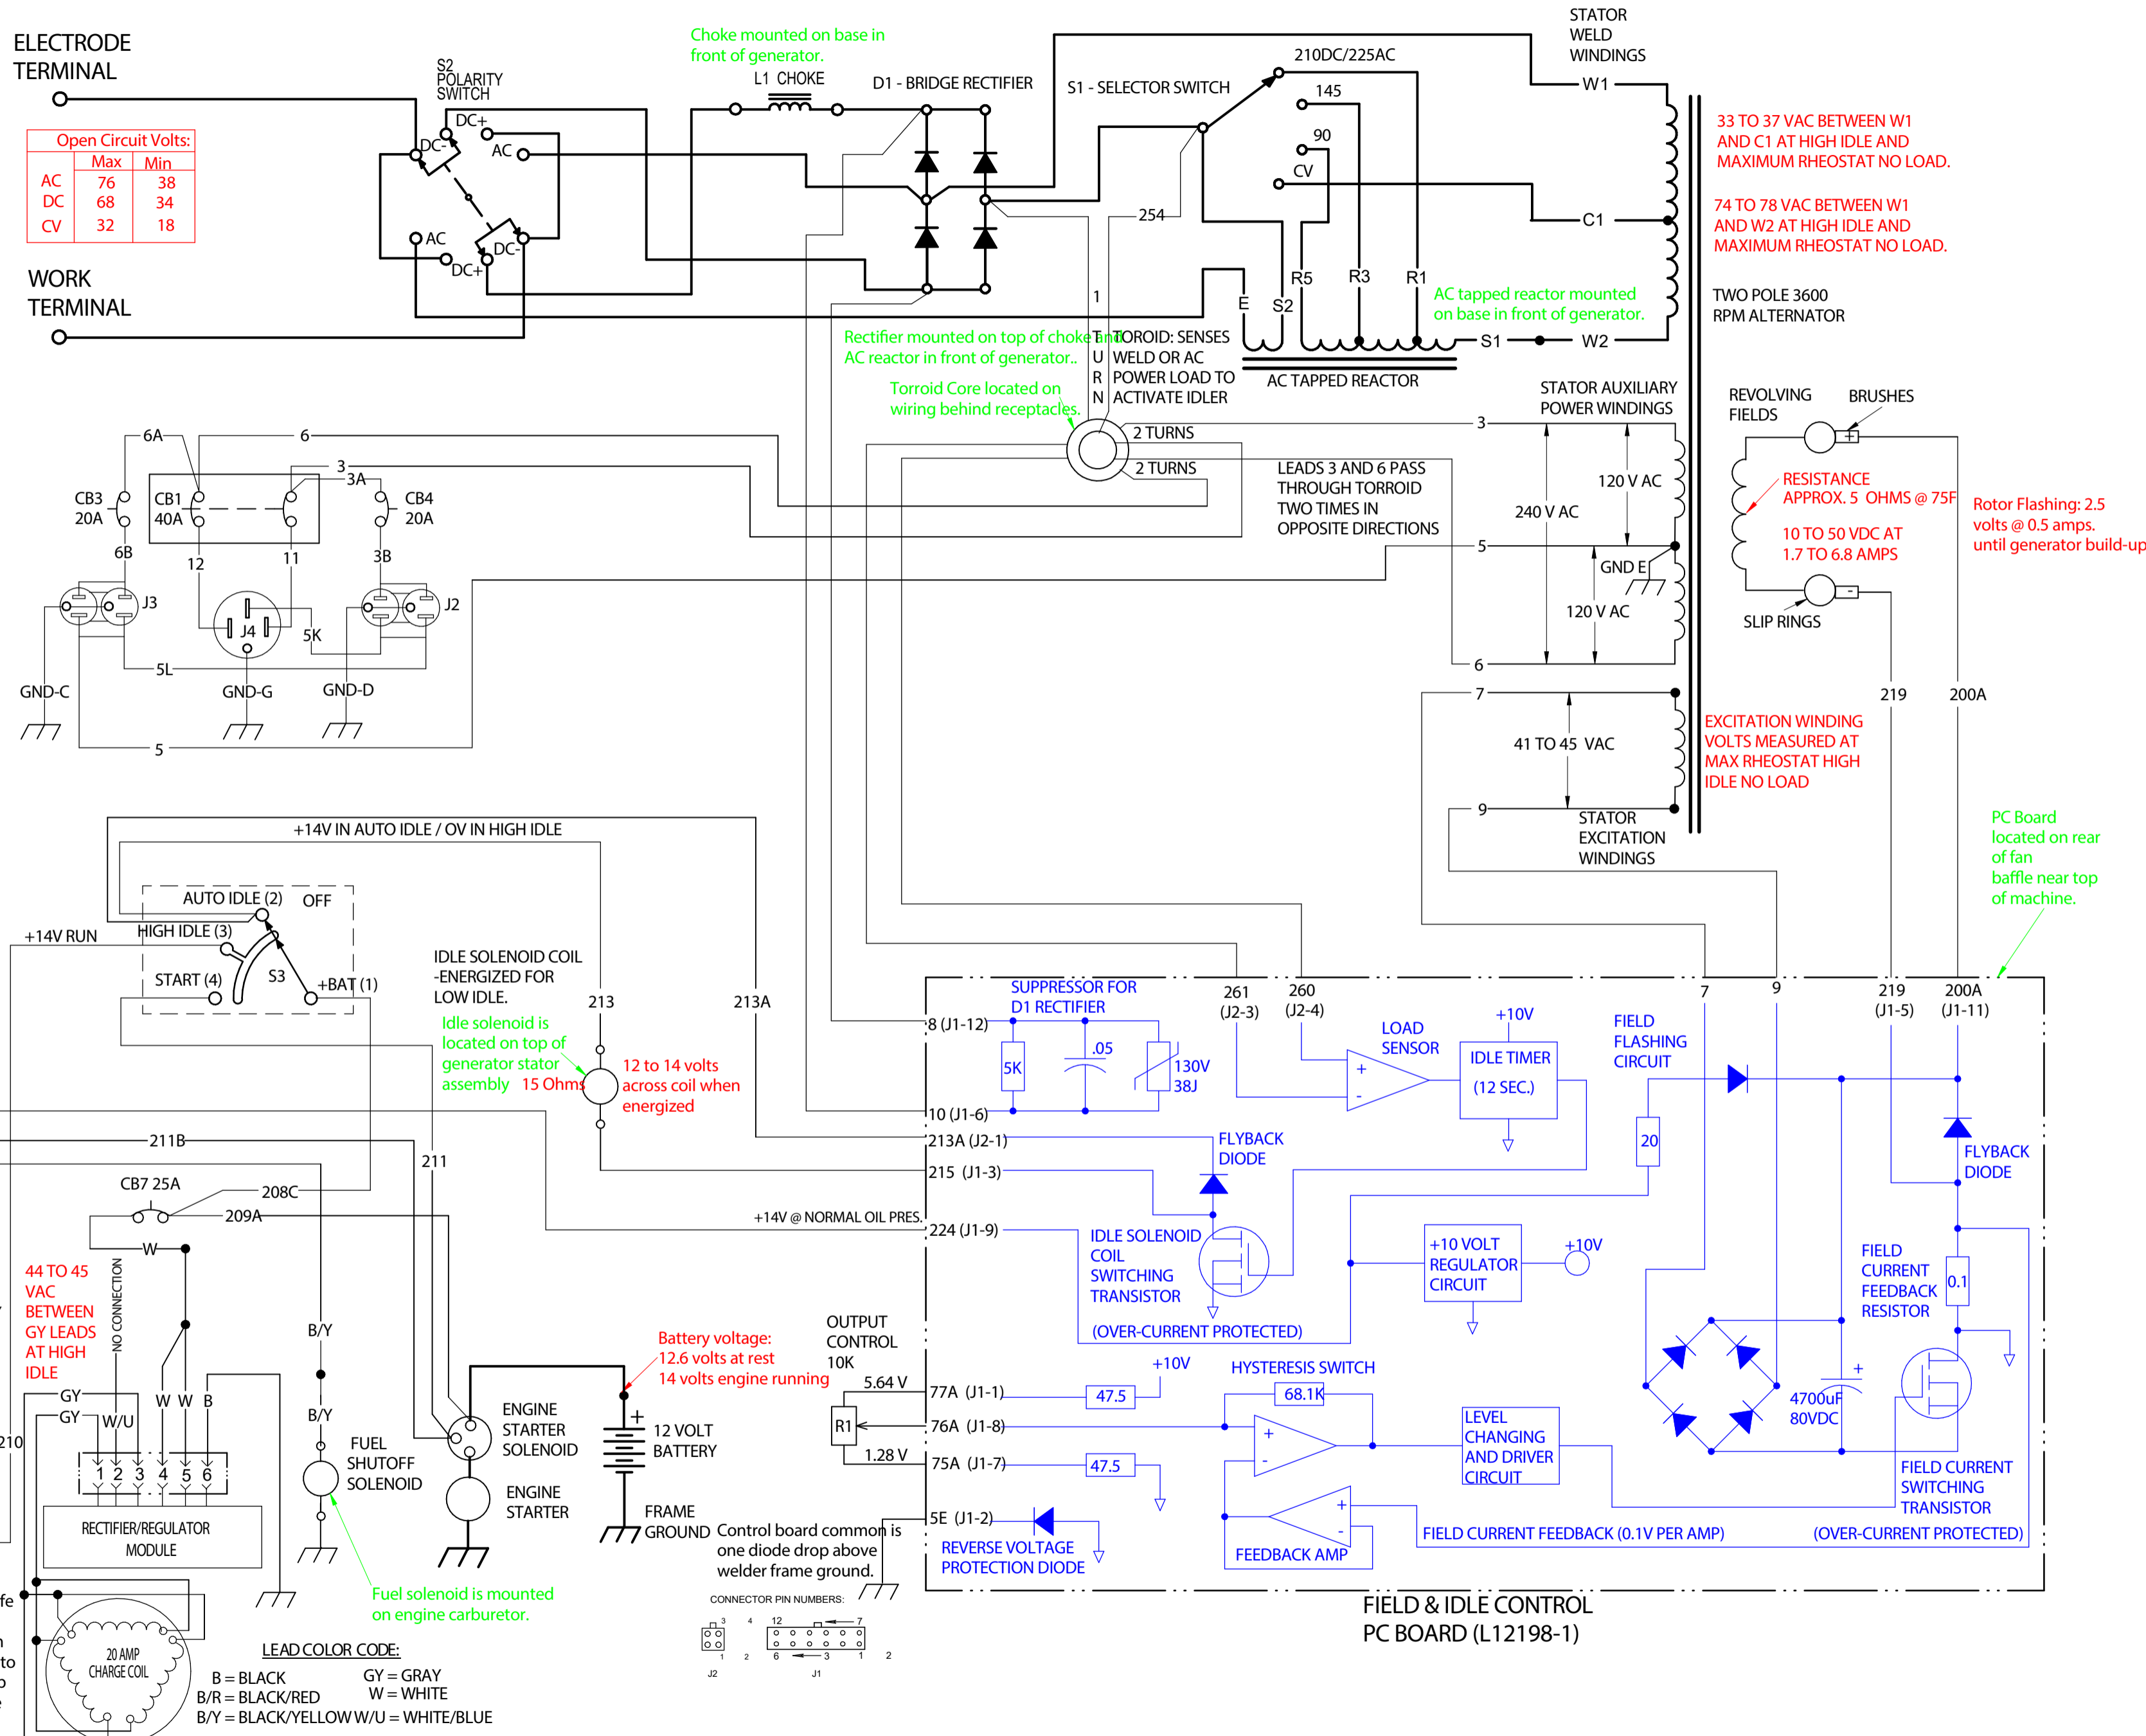 ELECTRODE
TERMINAL
Open Circuit Volts:
Max Min
AC 76 38
DC 68 34
CV 32 18
WORK
TERMINAL
S2
POLARITY
SWITCH
DC+
DC-
AC
AC
DC-
DC+
Choke mounted on base in
front of generator.
L1 CHOKE
D1 - BRIDGE RECTIFIER
S1 - SELECTOR SWITCH
210DC/225AC
145
90
CV
254
STATOR
WELD
WINDINGS
W1
C1
W2
S1
E
S2
R5
R3
R1
33 TO 37 VAC BETWEEN W1
AND C1 AT HIGH IDLE AND
MAXIMUM RHEOSTAT NO LOAD.
74 TO 78 VAC BETWEEN W1
AND W2 AT HIGH IDLE AND
MAXIMUM RHEOSTAT NO LOAD.
TWO POLE 3600
RPM ALTERNATOR
AC tapped reactor mounted
on base in front of generator.
AC TAPPED REACTOR
Rectifier mounted on top of choke and
AC reactor in front of generator..
Torroid Core located on
wiring behind receptacles.
1
T
U
R
N
TOROID: SENSES
WELD OR AC
POWER LOAD TO
ACTIVATE IDLER
2 TURNS
2 TURNS
LEADS 3 AND 6 PASS
THROUGH TORROID
TWO TIMES IN
OPPOSITE DIRECTIONS
STATOR AUXILIARY
POWER WINDINGS
3
120 V AC
240 V AC
5
GND E
120 V AC
6
7
41 TO 45 VAC
9
STATOR
EXCITATION
WINDINGS
EXCITATION WINDING
VOLTS MEASURED AT
MAX RHEOSTAT HIGH
IDLE NO LOAD
REVOLVING
FIELDS
BRUSHES
+
-
RESISTANCE
APPROX. 5 OHMS @ 75F
10 TO 50 VDC AT
1.7 TO 6.8 AMPS
Rotor Flashing: 2.5
volts @ 0.5 amps.
until generator build-up
SLIP RINGS
219
200A
6A
6
3
3A
CB3
20A
CB1
40A
CB4
20A
6B
12
11
3B
J3
J4
J2
5K
5L
GND-C
GND-G
GND-D
5
+14V IN AUTO IDLE / OV IN HIGH IDLE
AUTO IDLE (2)
OFF
HIGH IDLE (3)
+14V RUN
START (4)
S3
+BAT (1)
IDLE SOLENOID COIL
-ENERGIZED FOR
LOW IDLE.
213
213A
Idle solenoid is
located on top of
generator stator
assembly
15 Ohms
12 to 14 volts
across coil when
energized
211B
211
CB7 25A
208C
209A
W
44 TO 45
VAC
BETWEEN
GY LEADS
AT HIGH
IDLE
NO CONNECTION
GY
GY
W/U
W W B
210
1 2 3 4 5 6
RECTIFIER/REGULATOR
MODULE
20 AMP
CHARGE COIL
B/Y
B/Y
FUEL
SHUTOFF
SOLENOID
ENGINE
STARTER
SOLENOID
ENGINE
STARTER
Battery voltage:
12.6 volts at rest
14 volts engine running
+
12 VOLT
BATTERY
FRAME
GROUND
Fuel solenoid is mounted
on engine carburetor.
LEAD COLOR CODE:
B = BLACK GY = GRAY
B/R = BLACK/RED W = WHITE
B/Y = BLACK/YELLOW W/U = WHITE/BLUE
fe
to
PC Board
located on rear
of fan
baffle near top
of machine.
SUPPRESSOR FOR
D1 RECTIFIER
8 (J1-12)
5K
.05
130V
38J
10 (J1-6)
213A (J2-1)
215 (J1-3)
+14V @ NORMAL OIL PRES.
224 (J1-9)
261
(J2-3)
260
(J2-4)
LOAD
SENSOR
+
-
+10V
IDLE TIMER
(12 SEC.)
FLYBACK
DIODE
IDLE SOLENOID
COIL
SWITCHING
TRANSISTOR
(OVER-CURRENT PROTECTED)
+10 VOLT
REGULATOR
CIRCUIT
+10V
FIELD
FLASHING
CIRCUIT
20
7
9
219
(J1-5)
200A
(J1-11)
FLYBACK
DIODE
FIELD
CURRENT
FEEDBACK
RESISTOR
0.1
+
4700uF
80VDC
FIELD CURRENT
SWITCHING
TRANSISTOR
(OVER-CURRENT PROTECTED)
OUTPUT
CONTROL
10K
5.64 V
R1
1.28 V
77A (J1-1)
76A (J1-8)
75A (J1-7)
5E (J1-2)
+10V
47.5
47.5
HYSTERESIS SWITCH
68.1K
+
-
LEVEL
CHANGING
AND DRIVER
CIRCUIT
+
-
FEEDBACK AMP
FIELD CURRENT FEEDBACK (0.1V PER AMP)
REVERSE VOLTAGE
PROTECTION DIODE
Control board common is
one diode drop above
welder frame ground.
CONNECTOR PIN NUMBERS:
3 4 12 7
1 2 6 3 1 2
J2 J1
FIELD & IDLE CONTROL
PC BOARD (L12198-1)